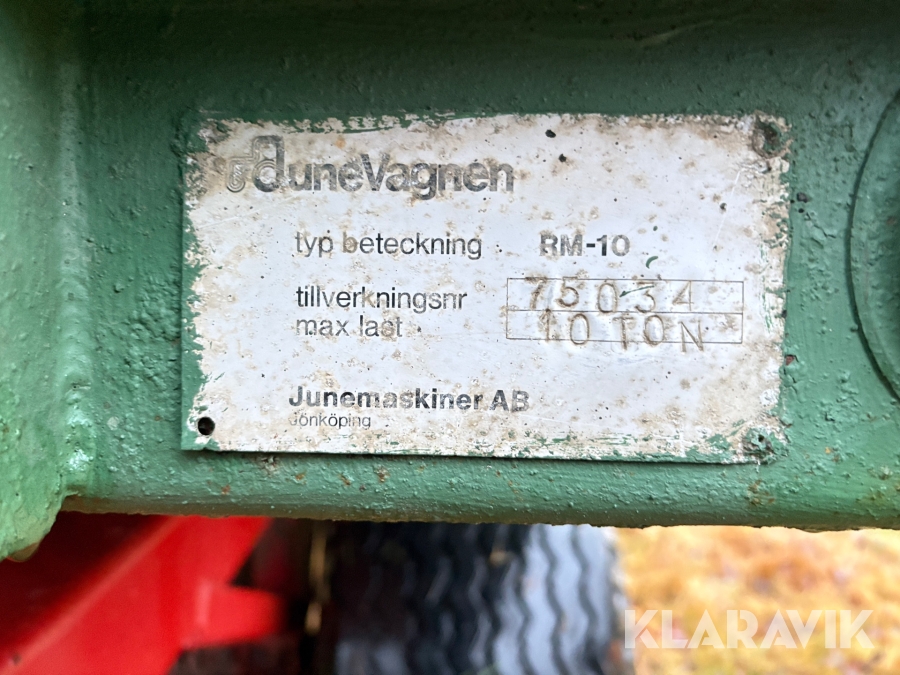 JuneVagnen
typ beteckning RM-10
tillverkningsnr 75034
max last 10 TON
Junemaskiner AB
Jönköping
KLARAVIK